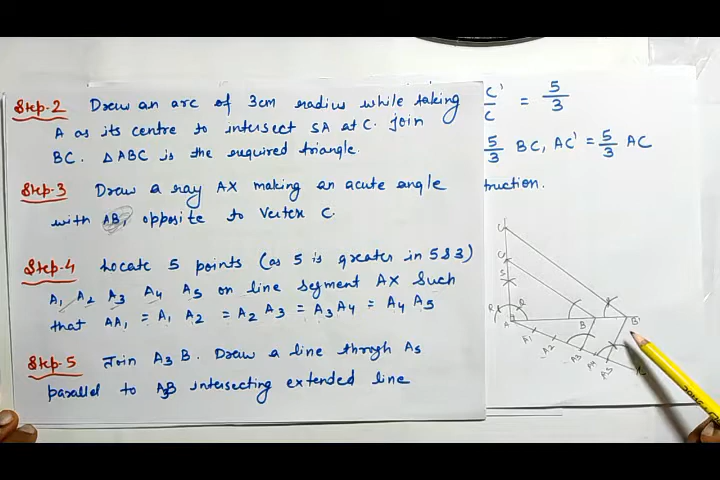 Step-2 Draw an arc of 3cm radius while taking
A as its centre to intersect SA at C. join
BC. △ABC is the required triangle.
Step-3 Draw a ray AX making an acute angle
with AB, opposite to vertex C.
Step-4 Locate 5 points (as 5 is greater in 5&3)
A1 A2 A3 A4 A5 on line segment AX such
that AA1 = A1 A2 = A2 A3 = A3 A4 = A4 A5
Step-5 Join A3 B. Draw a line throgh A5
parallel to A3B intersecting extended line
C' = 5/3
C
5/3 BC, AC' = 5/3 AC
truction.
C'
C
S
R Q
A B B'
A1 A2 A3 A4 A5